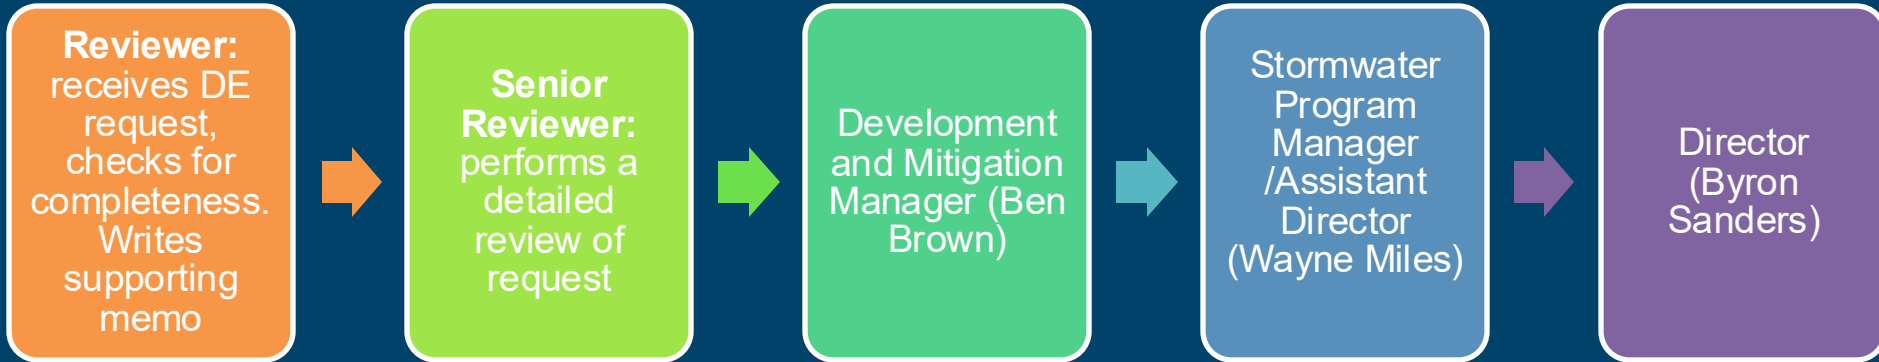 Reviewer:
receives DE
request,
checks for
completeness.
Writes
supporting
memo
Senior
Reviewer:
performs a
detailed
review of
request
Development
and Mitigation
Manager (Ben
Brown)
Stormwater
Program
Manager
/Assistant
Director
(Wayne Miles)
Director
(Byron
Sanders)